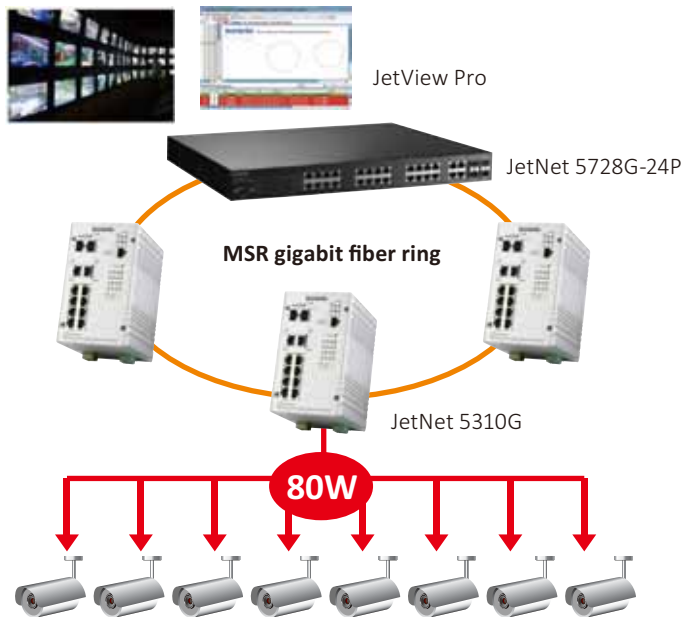 JetView Pro
JetNet 5728G-24P
MSR gigabit fiber ring
JetNet 5310G
80W